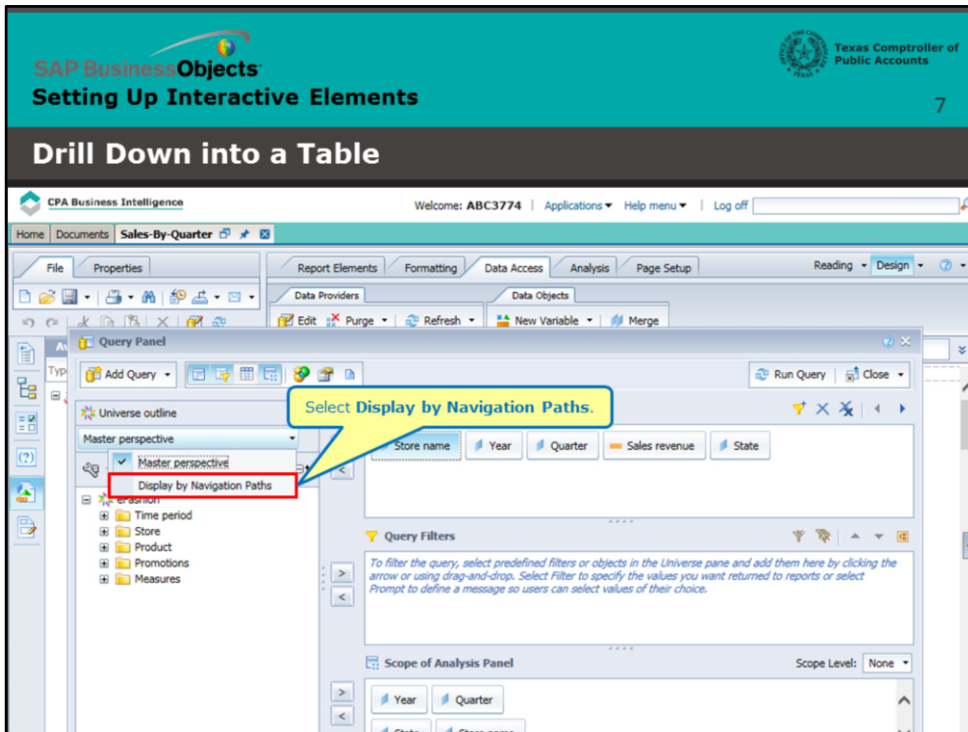 SAP BusinessObjects
Setting Up Interactive Elements
Texas Comptroller of
Public Accounts
7
Drill Down into a Table
CPA Business Intelligence
Welcome: ABC3774 | Applications Help menu | Log off
Home Documents Sales-By-Quarter
File Properties
Report Elements Formatting Data Access Analysis Page Setup
Reading Design
Data Providers Data Objects
Edit Purge Refresh New Variable Merge
Query Panel
Typ
Add Query
Run Query Close
Universe outline
Select Display by Navigation Paths.
Master perspective
Store name Year Quarter Sales revenue State
Master perspective
Display by Navigation Paths
eFashion
Time period
Store
Product
Promotions
Measures
Query Filters
To filter the query, select predefined filters or objects in the Universe pane and add them here by clicking the
arrow or using drag-and-drop. Select Filter to specify the values you want returned to reports or select
Prompt to define a message so users can select values of their choice.
Scope of Analysis Panel
Scope Level: None
Year Quarter
State Store name